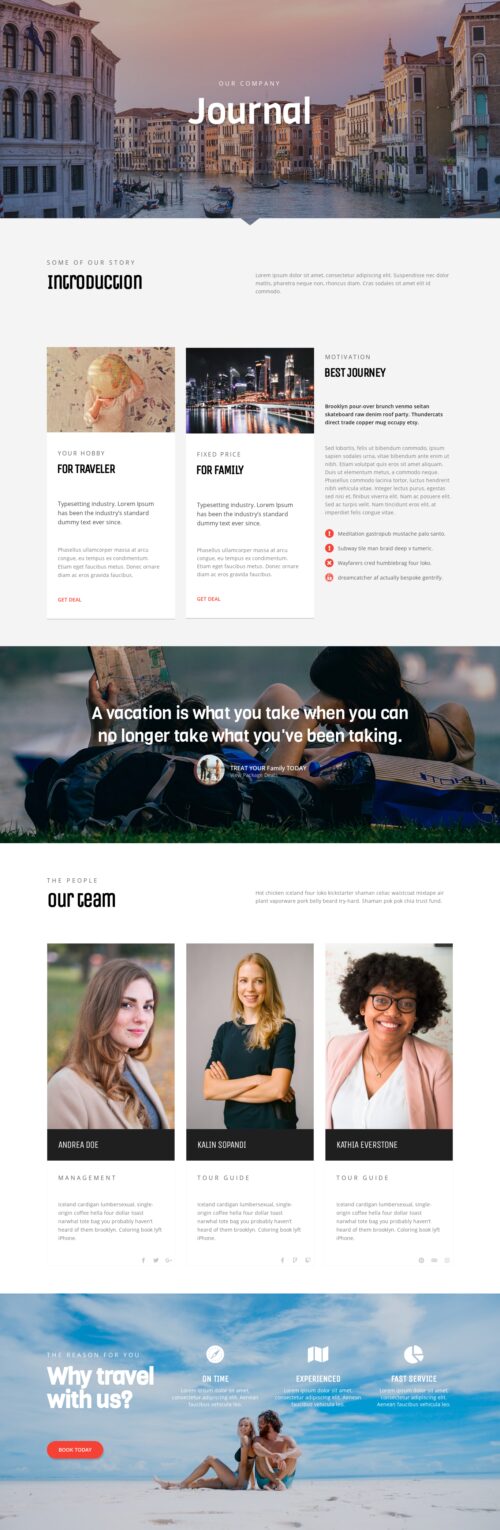 OUR COMPANY
Journal
SOME OF OUR STORY
Introduction
Lorem ipsum dolor sit amet, consectetur adipiscing elit. Suspendisse nec dolor
mattis, pharetra neque non, rhoncus diam. Cras sodales sit amet elit id
commodo.
YOUR HOBBY
FOR TRAVELER
Typesetting industry. Lorem Ipsum
has been the industry's standard
dummy text ever since.
Phasellus ullamcorper massa at arcu
congue, eu tempus ex condimentum.
Etiam eget faucibus metus. Donec ornare
diam ac eros gravida faucibus.
GET DEAL
FIXED PRICE
FOR FAMILY
Typesetting industry. Lorem Ipsum
has been the industry's standard
dummy text ever since.
Phasellus ullamcorper massa at arcu
congue, eu tempus ex condimentum.
Etiam eget faucibus metus. Donec ornare
diam ac eros gravida faucibus.
GET DEAL
MOTIVATION
BEST JOURNEY
Brooklyn pour-over brunch venmo seitan
skateboard raw denim roof party. Thundercats
direct trade copper mug occupy etsy.
Sed lobortis, felis ut bibendum commodo, ipsum
sapien sodales urna, vitae bibendum ante enim ut
nibh. Etiam volutpat quis eros sit amet aliquam.
Duis ut elementum metus, a commodo neque.
Phasellus commodo lacinia tortor, luctus hendrerit
nibh vehicula vitae. Integer lectus purus, egestas
sed nisi et, finibus viverra elit. Nam ac posuere elit.
Sed ac turpis velit. Nam tincidunt eros elit, at
imperdiet felis congue vitae.
Meditation gastropub mustache palo santo.
Subway tile man braid deep v tumeric.
Wayfarers cred humblebrag four loko.
dreamcatcher af actually bespoke gentrify.
A vacation is what you take when you can
no longer take what you've been taking.
TREAT YOUR Family TODAY
View Package Deals
THE PEOPLE
our team
Hot chicken iceland four loko kickstarter shaman celiac waistcoat mixtape air
plant vaporware pork belly beard try-hard. Shaman pok pok chia trust fund.
ANDREA DOE
MANAGEMENT
Iceland cardigan lumbersexual, single-
origin coffee hella four dollar toast
narwhal tote bag you probably haven't
heard of them brooklyn. Coloring book lyft
iPhone.
KALIN SOPANDI
TOUR GUIDE
Iceland cardigan lumbersexual, single-
origin coffee hella four dollar toast
narwhal tote bag you probably haven't
heard of them brooklyn. Coloring book lyft
iPhone.
KATHIA EVERSTONE
TOUR GUIDE
Iceland cardigan lumbersexual, single-
origin coffee hella four dollar toast
narwhal tote bag you probably haven't
heard of them brooklyn. Coloring book lyft
iPhone.
THE REASON FOR YOU
Why travel
with us?
BOOK TODAY
ON TIME
Lorem ipsum dolor sit amet,
consectetur adipiscing elit. Aenean
faucibus vehicula leo.
EXPERIENCED
Lorem ipsum dolor sit amet,
consectetur adipiscing elit. Aenean
faucibus vehicula leo.
FAST SERVICE
Lorem ipsum dolor sit amet,
consectetur adipiscing elit.
Aenean faucibus vehicula leo.